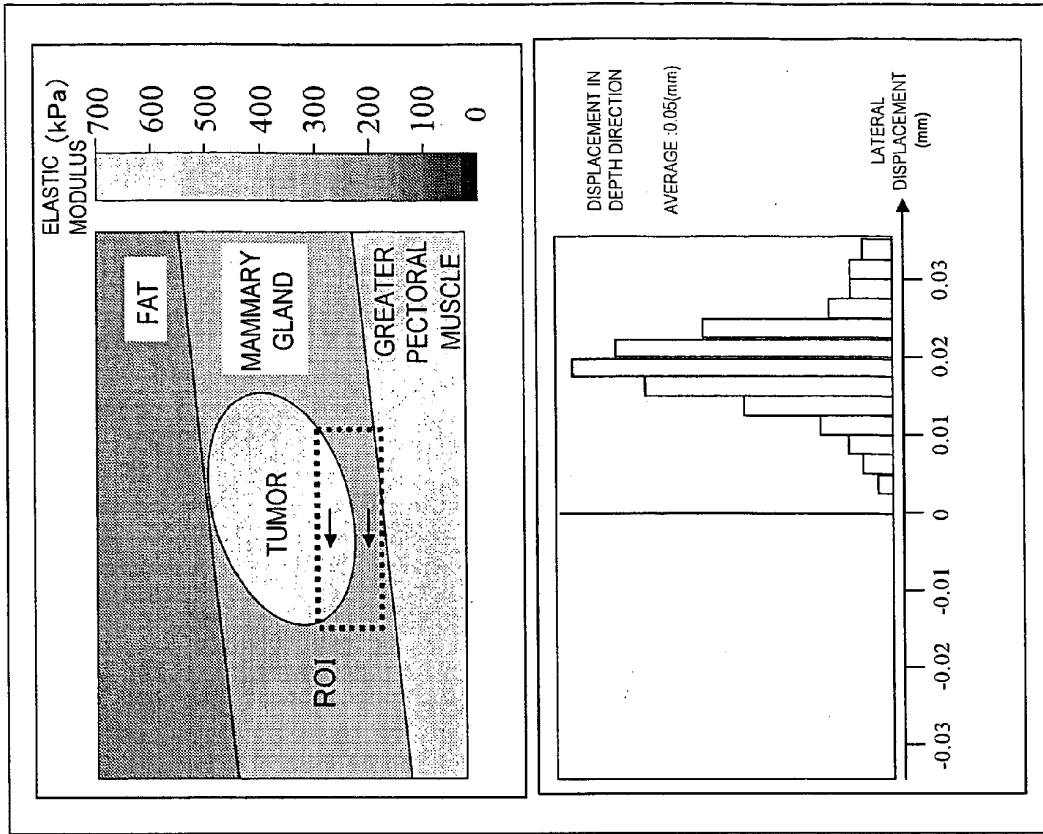 ELASTIC (kPa)
MODULUS
700
600
500
400
300
200
100
0
FAT
MAMMARY
GLAND
TUMOR
GREATER
PECTORAL
MUSCLE
ROI
DISPLACEMENT IN
DEPTH DIRECTION
AVERAGE :0.05(mm)
-0.03
-0.02
-0.01
0
0.01
0.02
0.03
LATERAL
DISPLACEMENT
(mm)